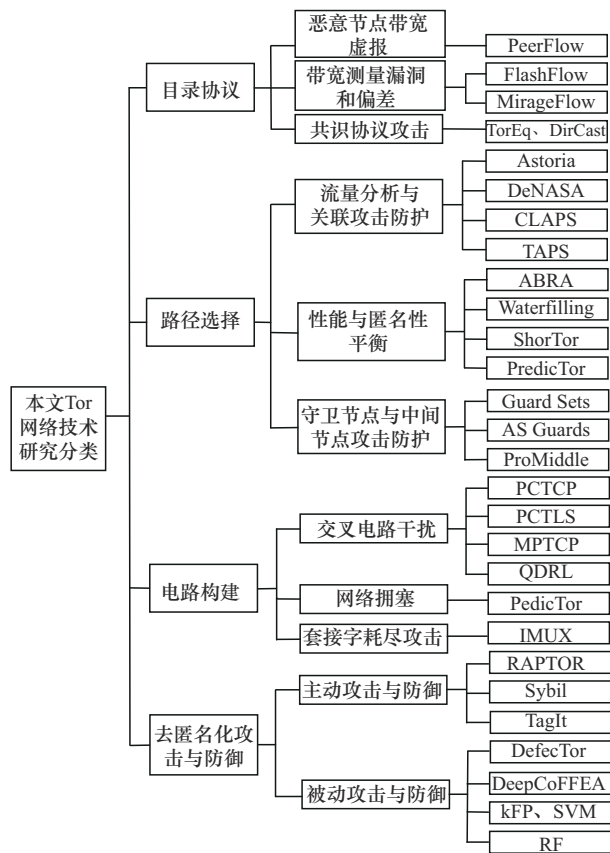 恶意节点带宽
虚报
PeerFlow
目录协议
带宽测量漏洞
和偏差
FlashFlow
MirageFlow
共识协议攻击
TorEq、DirCast
流量分析与
关联攻击防护
Astoria
DeNASA
CLAPS
TAPS
路径选择
性能与匿名性
平衡
ABRA
Waterfilling
ShorTor
PredicTor
本文Tor
网络技术
研究分类
守卫节点与中间
节点攻击防护
Guard Sets
AS Guards
ProMiddle
交叉电路干扰
PCTCP
PCTLS
MPTCP
QDRL
电路构建
网络拥塞
PedicTor
套接字耗尽攻击
IMUX
主动攻击与防御
RAPTOR
Sybil
TagIt
去匿名化攻
击与防御
被动攻击与防御
DefecTor
DeepCoFFEA
kFP、SVM
RF